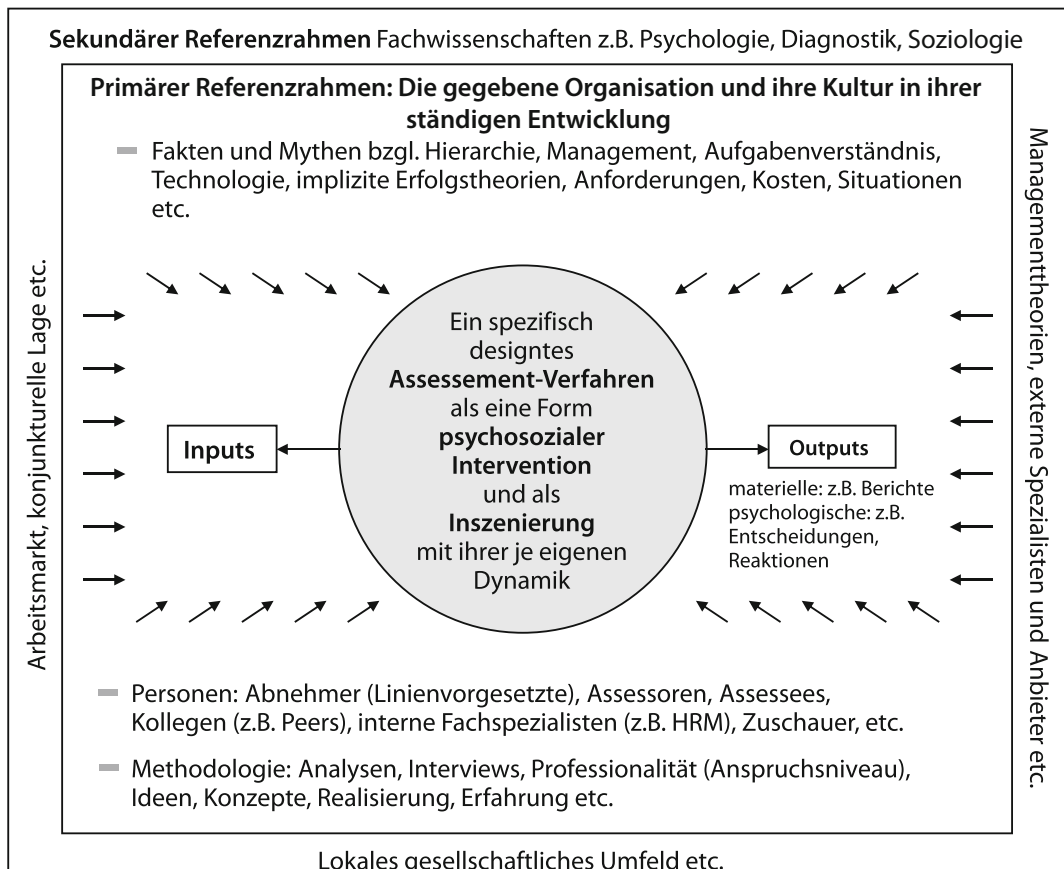 Sekundärer Referenzrahmen Fachwissenschaften z.B. Psychologie, Diagnostik, Soziologie
Primärer Referenzrahmen: Die gegebene Organisation und ihre Kultur in ihrer
ständigen Entwicklung
Fakten und Mythen bzgl. Hierarchie, Management, Aufgabenverständnis,
Technologie, implizite Erfolgstheorien, Anforderungen, Kosten, Situationen
etc.
Arbeitsmarkt, konjunkturelle Lage etc.
Inputs
Ein spezifisch
designtes
Assessement-Verfahren
als eine Form
psychosozialer
Intervention
und als
Inszenierung
mit ihrer je eigenen
Dynamik
Outputs
materielle: z.B. Berichte
psychologische: z.B.
Entscheidungen,
Reaktionen
Managementtheorien, externe Spezialisten und Anbieter etc.
Personen: Abnehmer (Linienvorgesetzte), Assessoren, Assessees,
Kollegen (z.B. Peers), interne Fachspezialisten (z.B. HRM), Zuschauer, etc.
Methodologie: Analysen, Interviews, Professionalität (Anspruchsniveau),
Ideen, Konzepte, Realisierung, Erfahrung etc.
Lokales gesellschaftliches Umfeld etc.